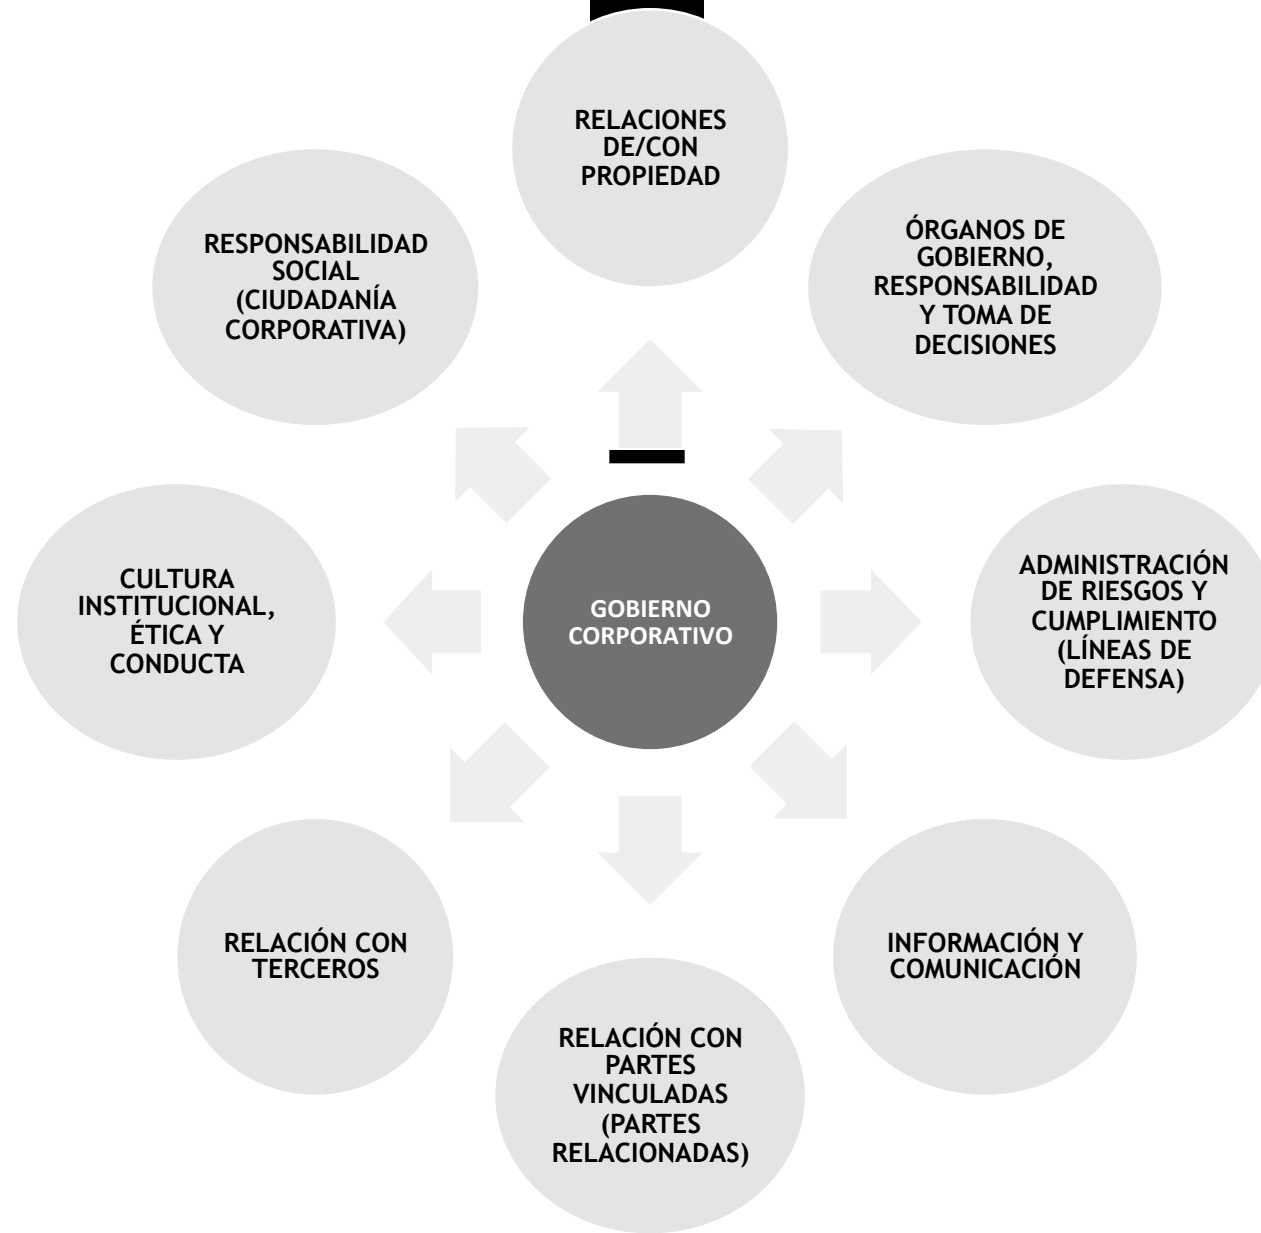 RELACIONES
DE/CON
PROPIEDAD
ÓRGANOS DE
GOBIERNO,
RESPONSABILIDAD
Y TOMA DE
DECISIONES
ADMINISTRACIÓN
DE RIESGOS Y
CUMPLIMIENTO
(LÍNEAS DE
DEFENSA)
INFORMACIÓN Y
COMUNICACIÓN
RELACIÓN CON
PARTES
VINCULADAS
(PARTES
RELACIONADAS)
RELACIÓN CON
TERCEROS
CULTURA
INSTITUCIONAL,
ÉTICA Y
CONDUCTA
RESPONSABILIDAD
SOCIAL
(CIUDADANÍA
CORPORATIVA)
GOBIERNO
CORPORATIVO